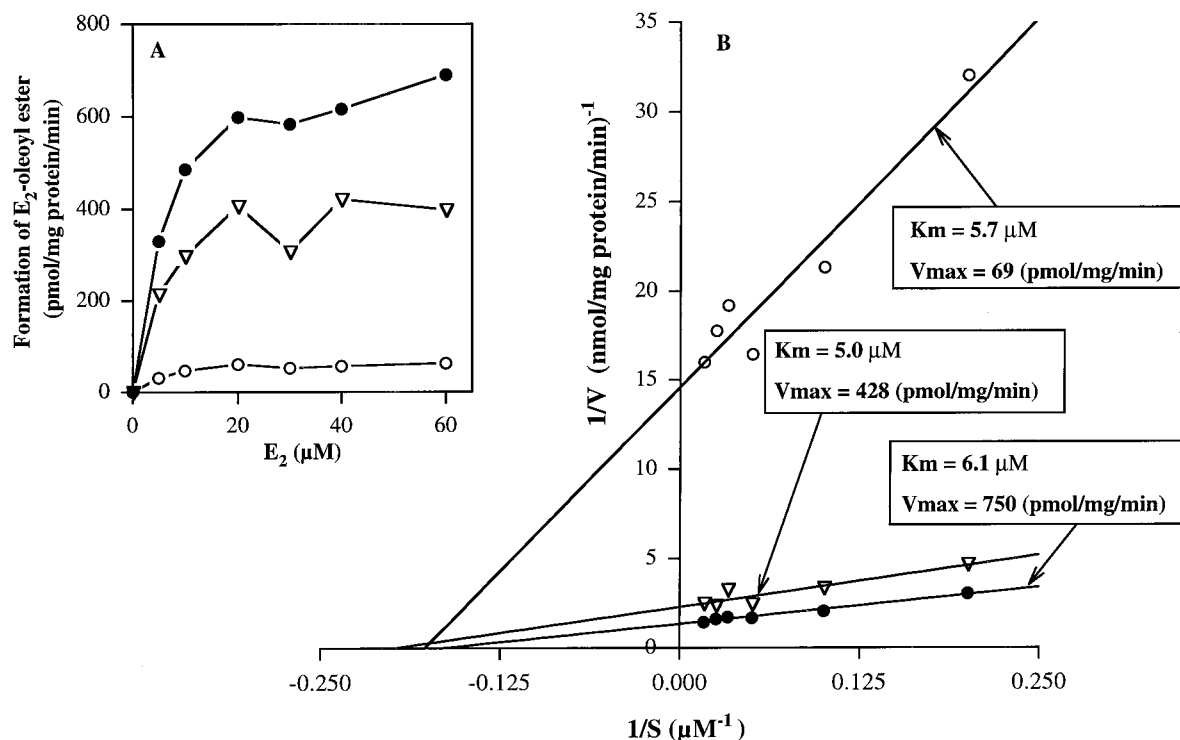 A
800
600
400
200
0
0
20
40
60
E2 (µM)
Formation of E2-oleoyl ester
(pmol/mg protein/min)
B
35
30
25
20
15
10
5
0
1/V (nmol/mg protein/min)-1
Km = 5.7 µM
Vmax = 69 (pmol/mg/min)
Km = 5.0 µM
Vmax = 428 (pmol/mg/min)
Km = 6.1 µM
Vmax = 750 (pmol/mg/min)
-0.250
-0.125
0.000
0.125
0.250
1/S (µM-1)